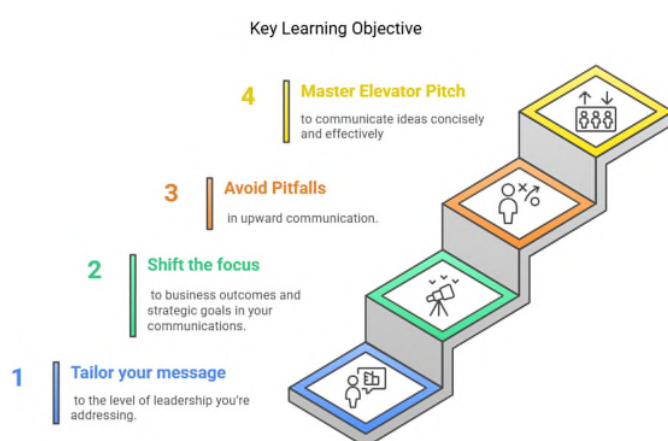 Key Learning Objective
4
Master Elevator Pitch
to communicate ideas concisely
and effectively
3
Avoid Pitfalls
in upward communication.
2
Shift the focus
to business outcomes and
strategic goals in your
communications.
1
Tailor your message
to the level of leadership you're
addressing.